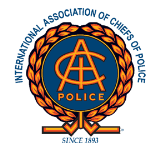 INTERNATIONAL ASSOCIATION OF CHIEFS OF POLICE
IACP
POLICE
SINCE 1893